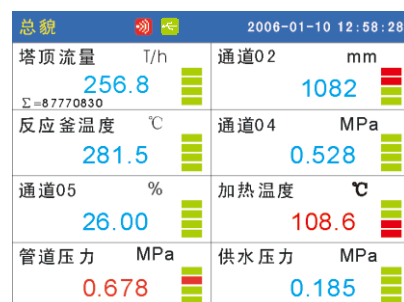 总貌 2006-01-10 12:58:28
塔顶流量 T/h
256.8
Σ=87770830
通道02 mm
1082
反应釜温度 ℃
281.5
通道04 MPa
0.528
通道05 %
26.00
加热温度 ℃
108.6
管道压力 MPa
0.678
供水压力 MPa
0.185